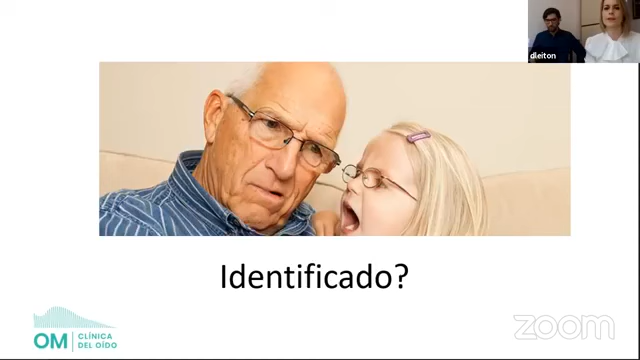 dleiton
Identificado?
OM
CLÍNICA
DEL OÍDO
zoom